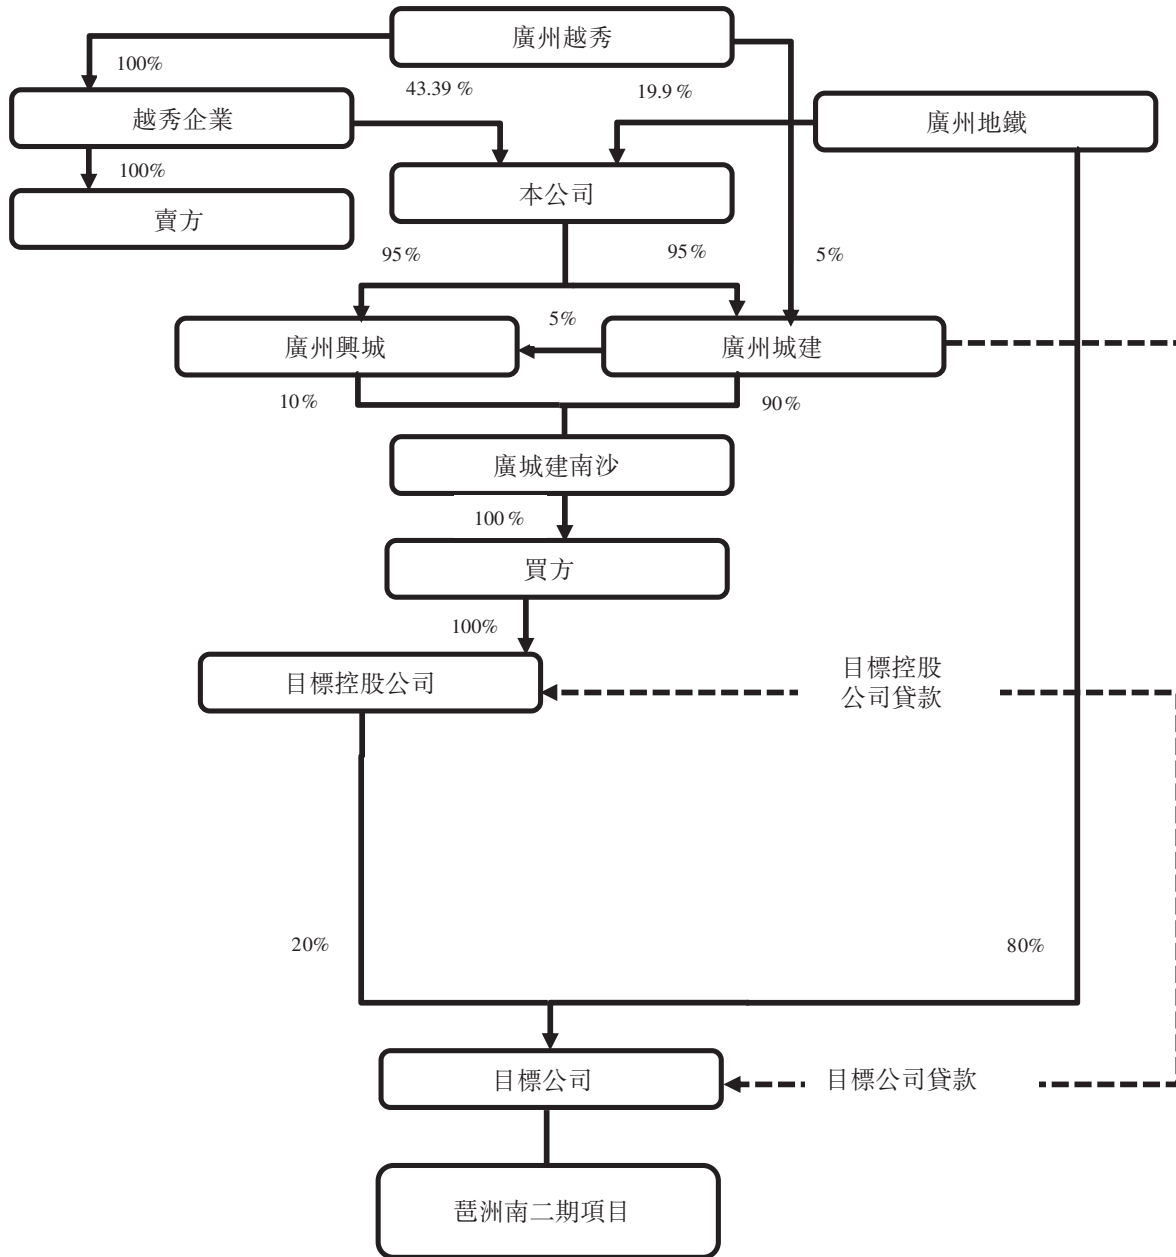 廣州越秀
100%
43.39 %
19.9 %
越秀企業
廣州地鐵
100%
本公司
賣方
95%
95%
5%
5%
廣州興城
廣州城建
10%
90%
廣城建南沙
100 %
買方
100%
目標控股公司
目標控股
公司貸款
20%
80%
目標公司
目標公司貸款
琶洲南二期項目